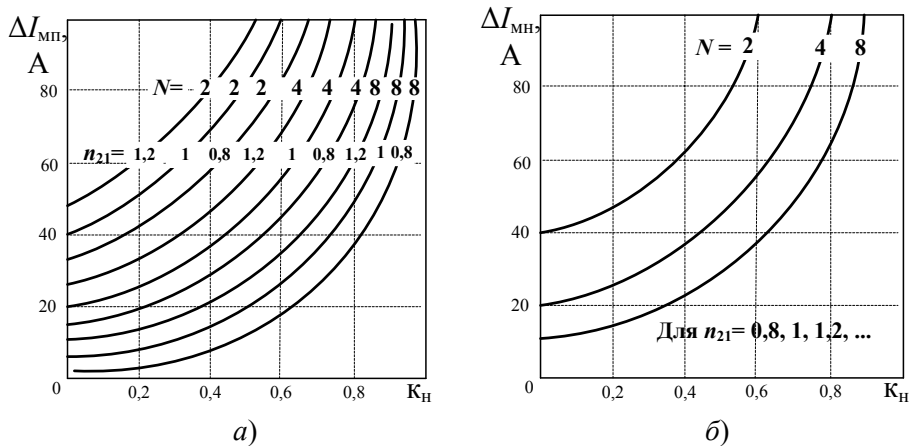 ΔIмп,
А
N= 2 2 2 4 4 4 8 8 8
80
n21= 1,2 1 0,8 1,2 1 0,8 1,2 1 0,8
60
40
20
0
0,2 0,4 0,6 0,8 Кн
а)
ΔIмн,
А
N = 2 4 8
80
60
40
20
Для n21= 0,8, 1, 1,2, ...
0
0,2 0,4 0,6 0,8 Кн
б)